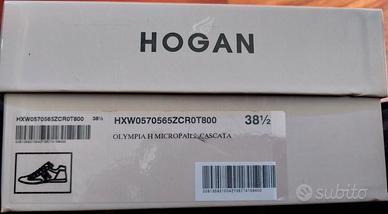 HOGAN
HXW0570565ZCR0T800 38½ HXW0570565ZCR0T800 38½
OLYMPIA H MICROPAIL. CASCATA
subito